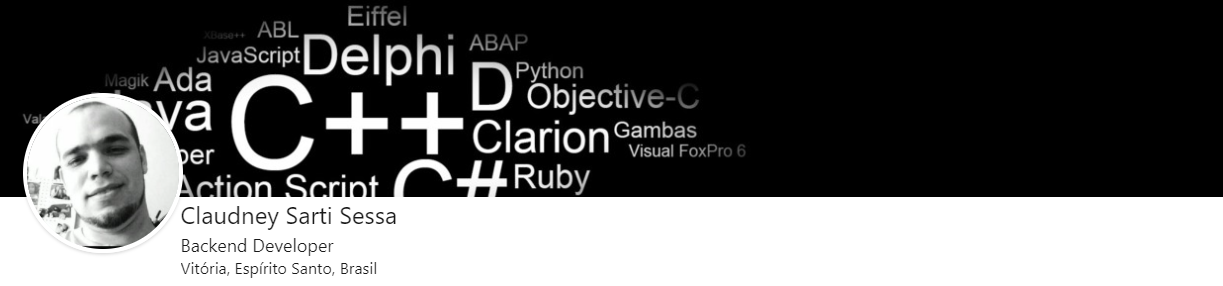 Eiffel
XBase++ ABL
JavaScript Delphi ABAP
Magik Ada D Python
Objective-C
C++
Clarion Gambas
Visual FoxPro 6
Action Script C# Ruby
Claudney Sarti Sessa
Backend Developer
Vitória, Espírito Santo, Brasil